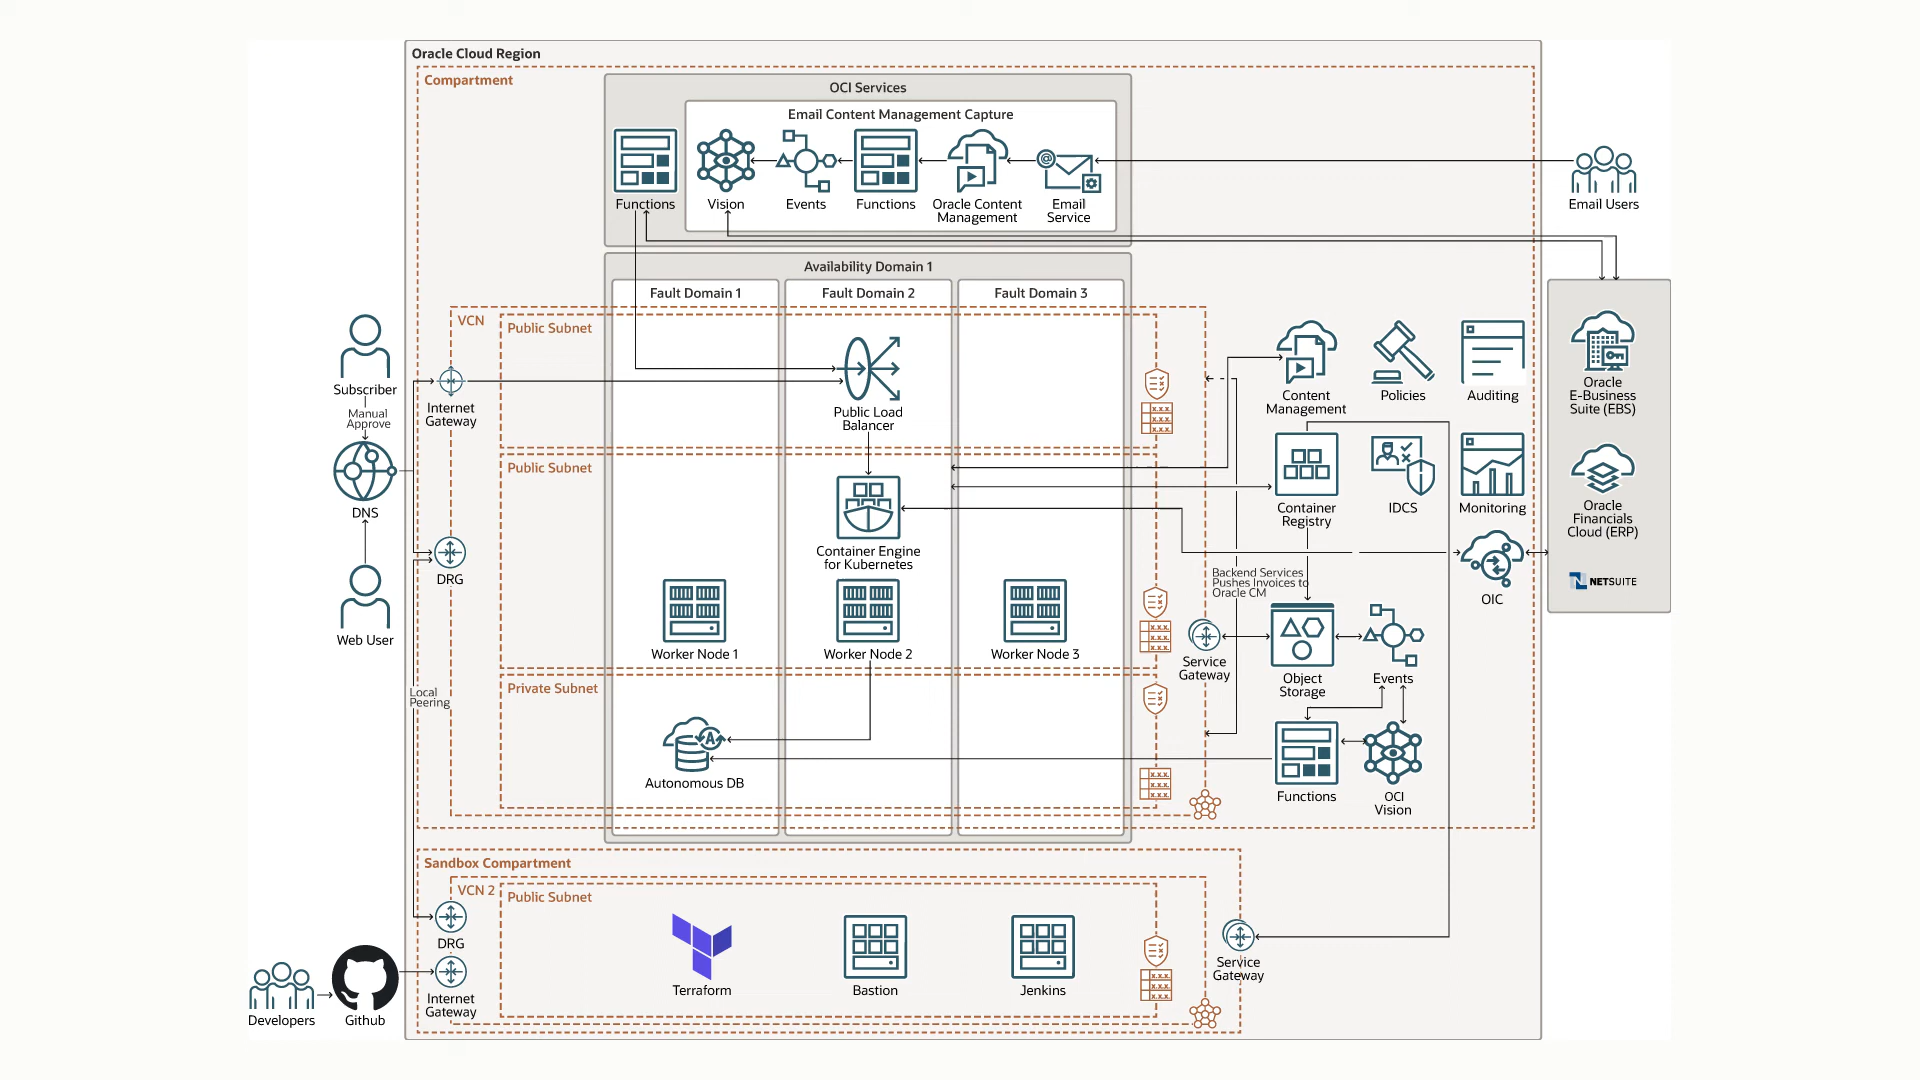 Oracle Cloud Region
Compartment
OCI Services
Email Content Management Capture
Functions
Vision
Events
Functions
Oracle Content
Management
Email
Service
Email Users
Availability Domain 1
Fault Domain 1
Fault Domain 2
Fault Domain 3
VCN
Public Subnet
Subscriber
Manual
Approve
DNS
Web User
Internet
Gateway
DRG
Local
Peering
Public Load
Balancer
Public Subnet
Container Engine
for Kubernetes
Worker Node 1
Worker Node 2
Worker Node 3
Private Subnet
A
Autonomous DB
Content
Management
Policies
Auditing
Container
Registry
IDCS
Monitoring
Backend Services
Pushes Invoices to
Oracle CM
OIC
Service
Gateway
Object
Storage
Events
Functions
OCI
Vision
Oracle
E-Business
Suite (EBS)
Oracle
Financials
Cloud (ERP)
NETSUITE
Sandbox Compartment
VCN 2
Public Subnet
DRG
Internet
Gateway
Developers
Github
Terraform
Bastion
Jenkins
Service
Gateway